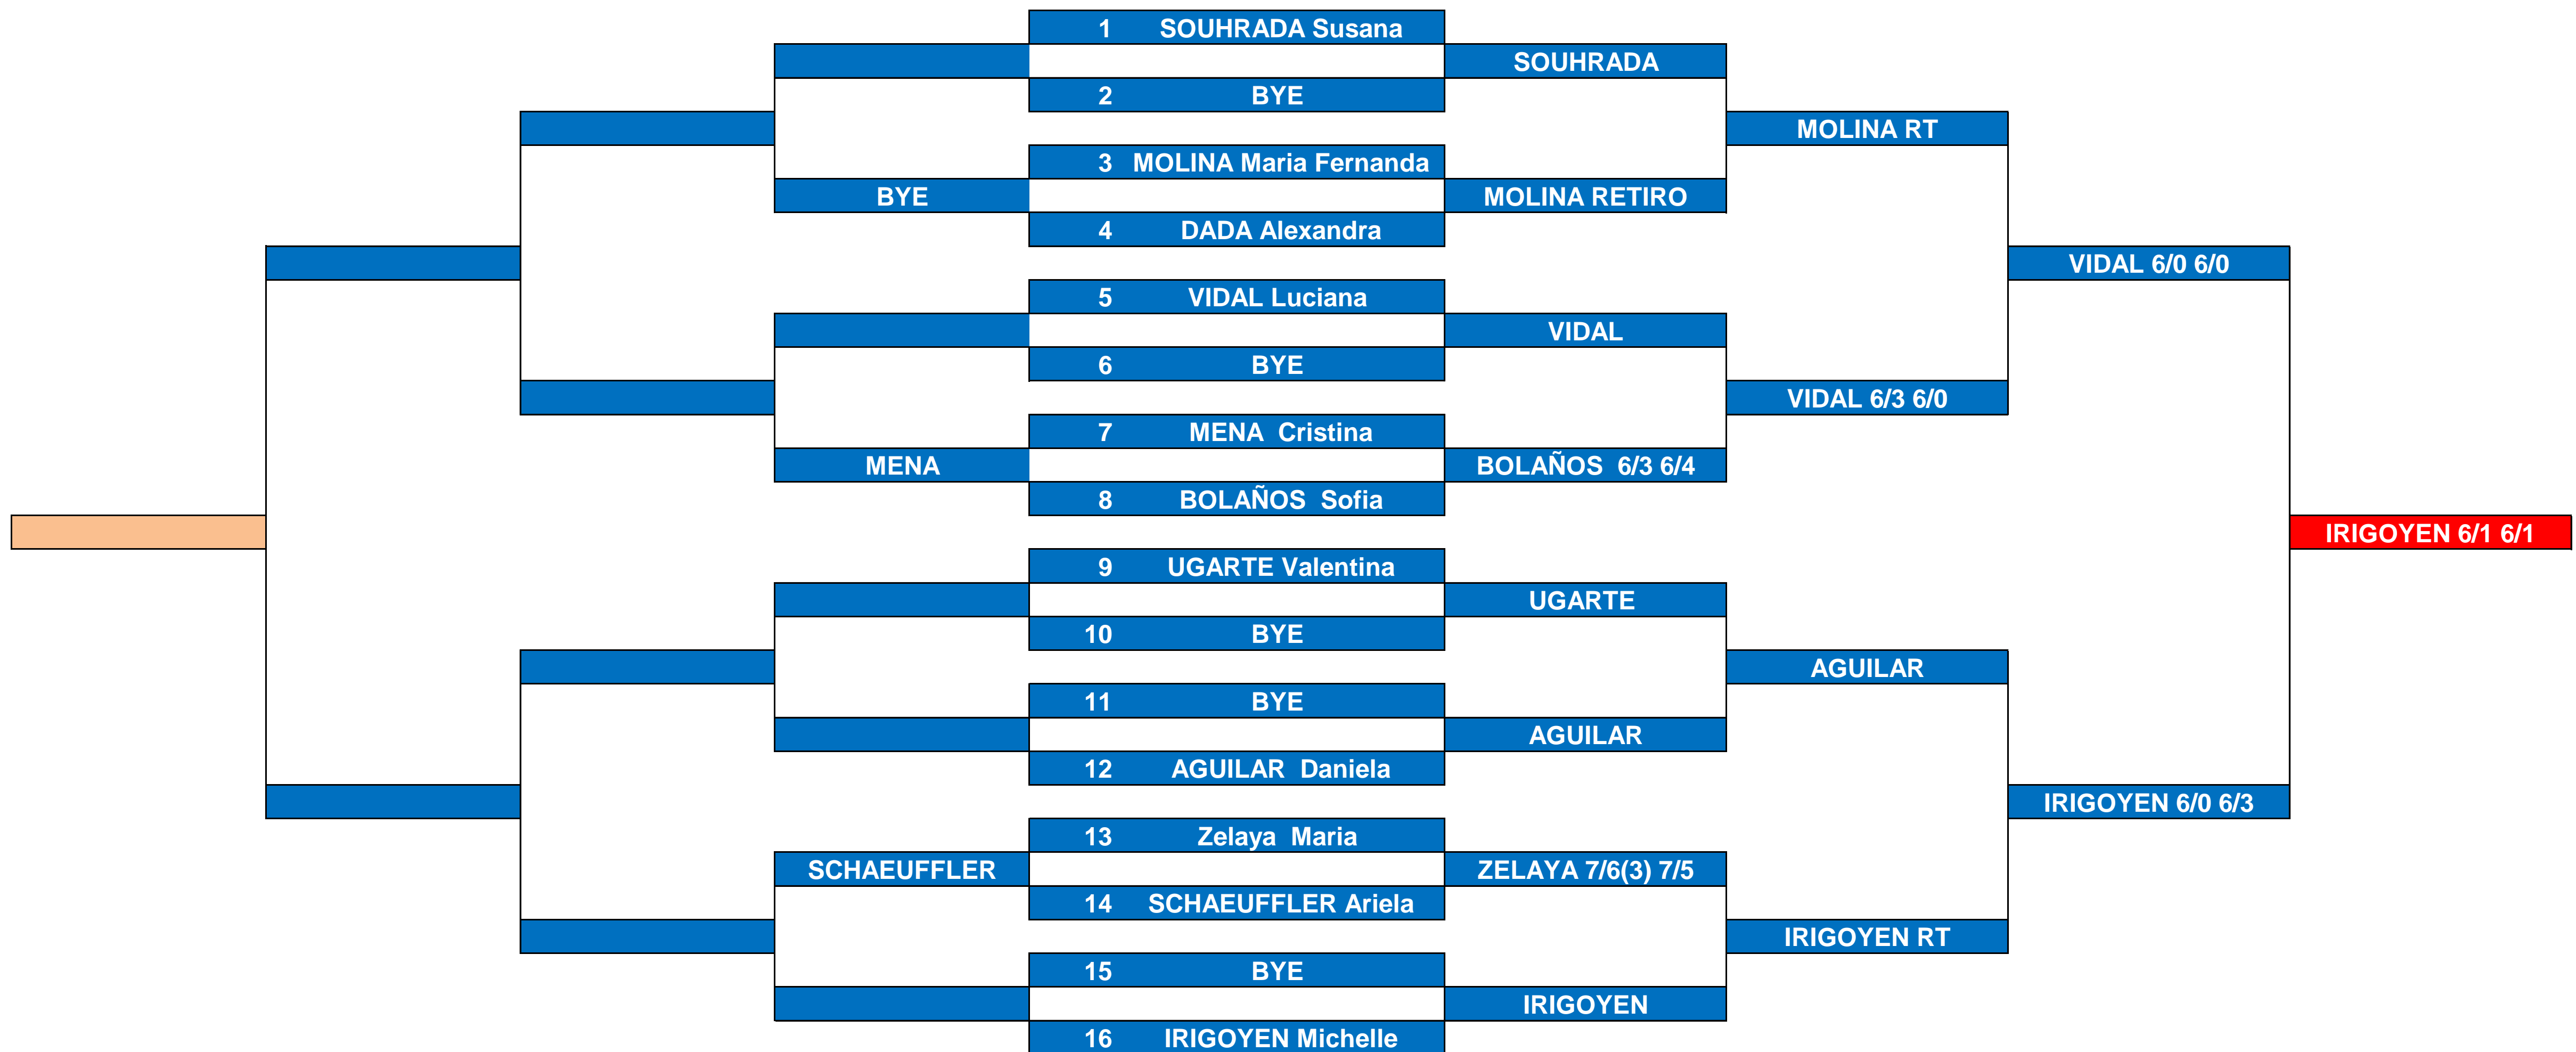 1 SOUHRADA Susana
SOUHRADA
2 BYE
MOLINA RT
3 MOLINA Maria Fernanda
BYE
MOLINA RETIRO
4 DADA Alexandra
VIDAL 6/0 6/0
5 VIDAL Luciana
VIDAL
6 BYE
VIDAL 6/3 6/0
7 MENA Cristina
MENA
BOLAÑOS 6/3 6/4
8 BOLAÑOS Sofia
IRIGOYEN 6/1 6/1
9 UGARTE Valentina
UGARTE
10 BYE
AGUILAR
11 BYE
AGUILAR
12 AGUILAR Daniela
IRIGOYEN 6/0 6/3
13 Zelaya Maria
SCHAEUFFLER
ZELAYA 7/6(3) 7/5
14 SCHAEUFFLER Ariela
IRIGOYEN RT
15 BYE
IRIGOYEN
16 IRIGOYEN Michelle